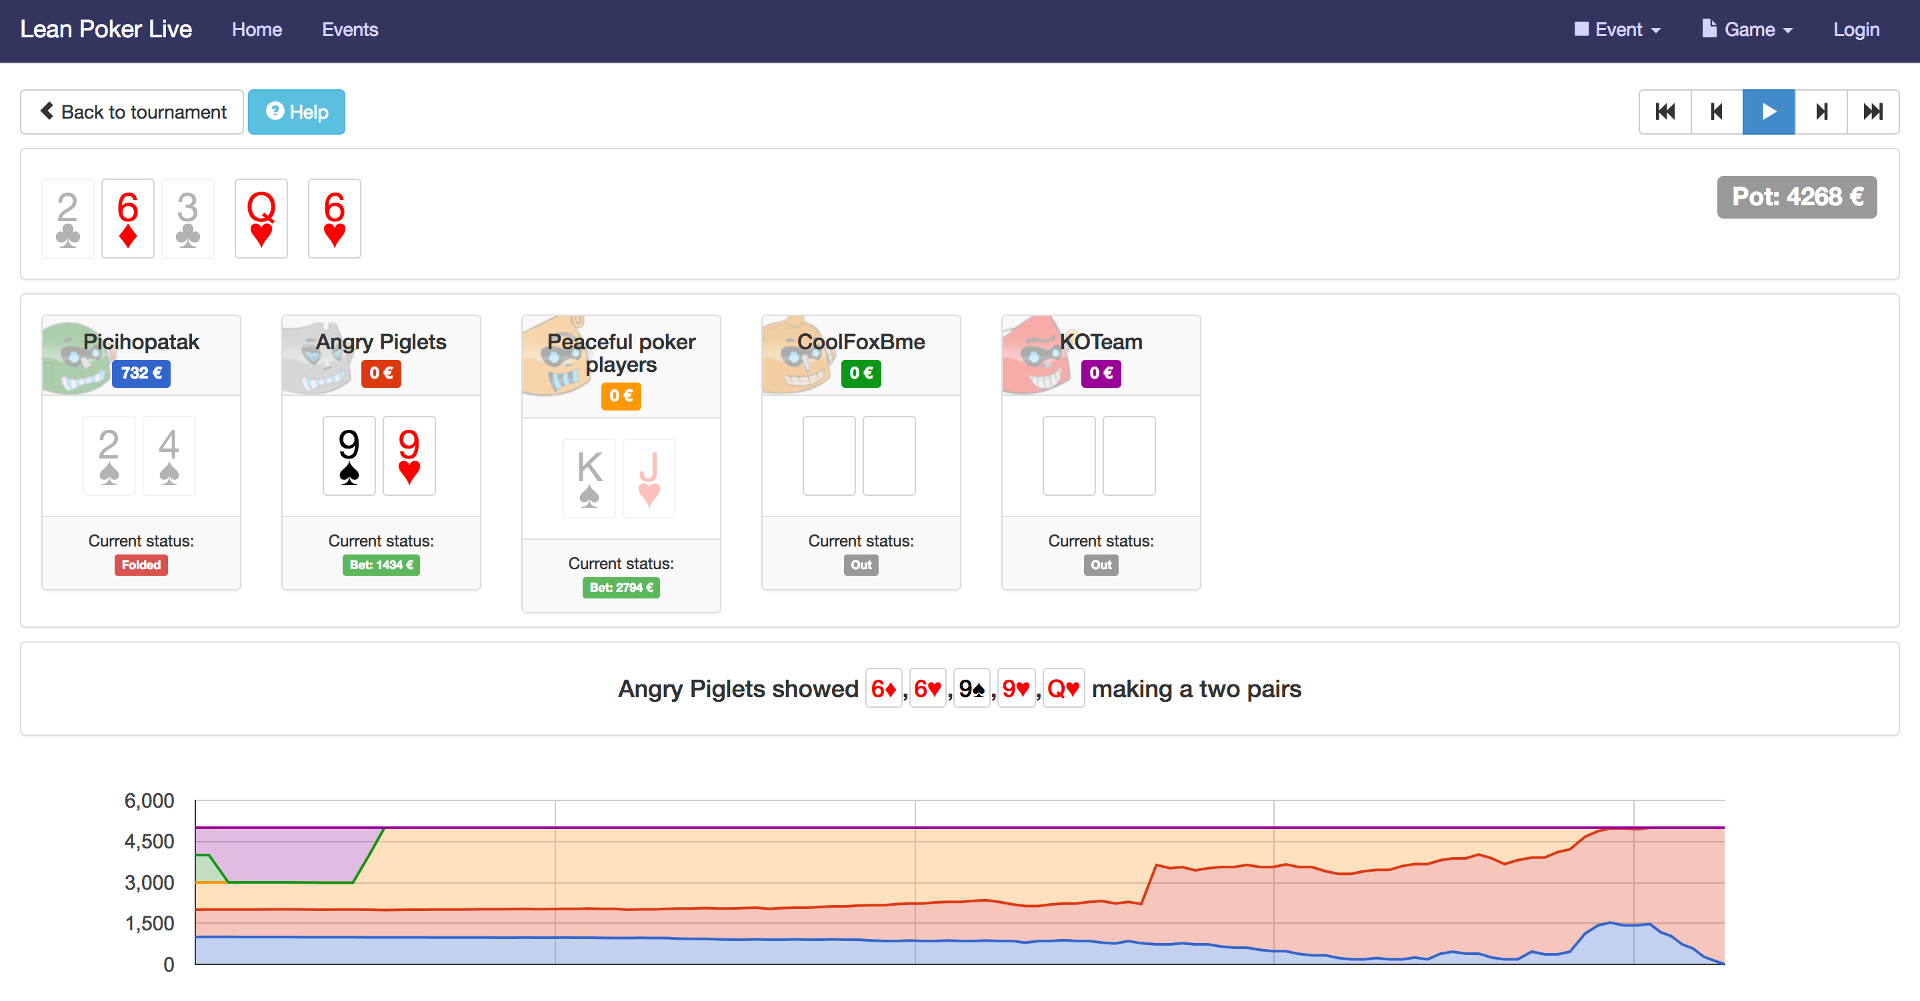 Lean Poker Live Home Events Event Game Login
Back to tournament Help
2♣ 6♦ 3♣ Q♥ 6♥
Pot: 4268 €
Picihopatak
732 €
2♠ 4♠
Current status:
Folded
Angry Piglets
0 €
9♠ 9♥
Current status:
Bet: 1434 €
Peaceful poker
players
0 €
K♠ J♥
Current status:
Bet: 2794 €
CoolFoxBme
0 €
Current status:
Out
KOTeam
0 €
Current status:
Out
Angry Piglets showed 6♦, 6♥, 9♠, 9♥, Q♥ making a two pairs
6,000
4,500
3,000
1,500
0